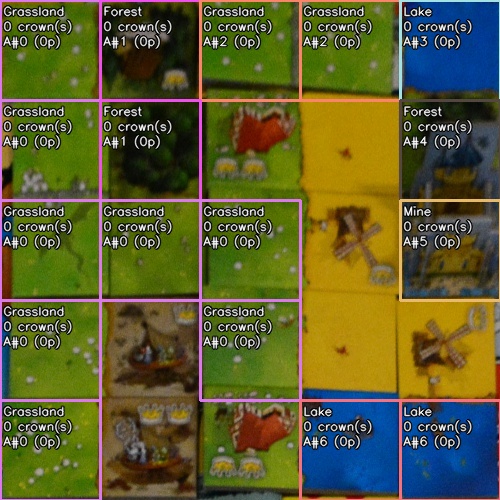 Grassland
0 crown(s)
A#0 (0p)
Forest
0 crown(s)
A#1 (0p)
Grassland
0 crown(s)
A#2 (0p)
Grassland
0 crown(s)
A#2 (0p)
Lake
0 crown(s)
A#3 (0p)
Grassland
0 crown(s)
A#0 (0p)
Forest
0 crown(s)
A#1 (0p)
Forest
0 crown(s)
A#4 (0p)
Grassland
0 crown(s)
A#0 (0p)
Grassland
0 crown(s)
A#0 (0p)
Grassland
0 crown(s)
A#0 (0p)
Mine
0 crown(s)
A#5 (0p)
Grassland
0 crown(s)
A#0 (0p)
Grassland
0 crown(s)
A#0 (0p)
Grassland
0 crown(s)
A#0 (0p)
Lake
0 crown(s)
A#6 (0p)
Lake
0 crown(s)
A#6 (0p)